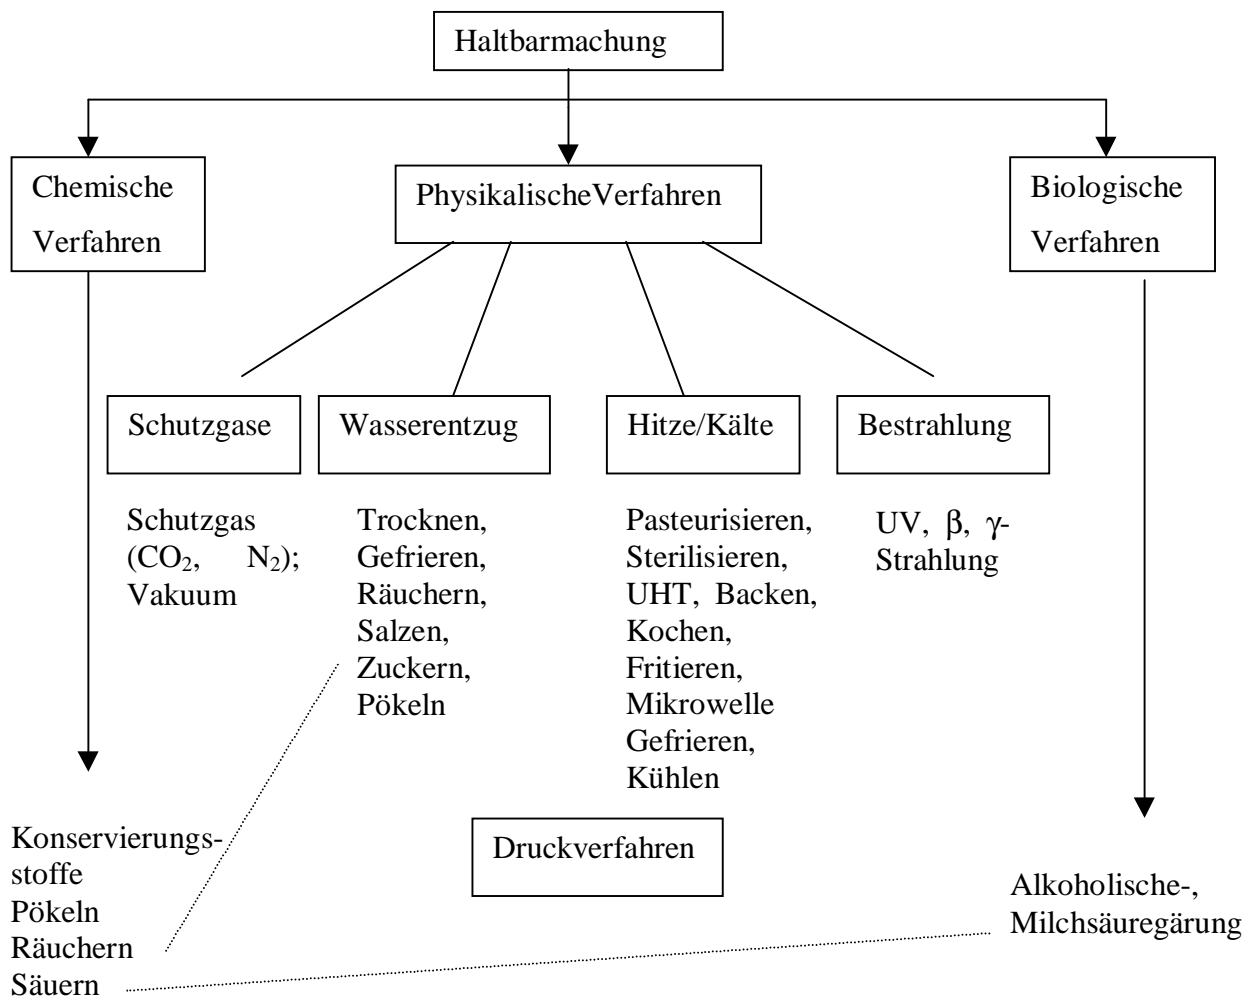 Haltbarmachung
Chemische
Verfahren
PhysikalischeVerfahren
Biologische
Verfahren
Schutzgase
Wasserentzug
Hitze/Kälte
Bestrahlung
Schutzgas
(CO₂, N₂);
Vakuum
Trocknen,
Gefrieren,
Räuchern,
Salzen,
Zuckern,
Pökeln
Pasteurisieren,
Sterilisieren,
UHT, Backen,
Kochen,
Fritieren,
Mikrowelle
Gefrieren,
Kühlen
UV, β, γ-
Strahlung
Druckverfahren
Konservierungs-
stoffe
Pökeln
Räuchern
Säuern
Alkoholische-,
Milchsäuregärung